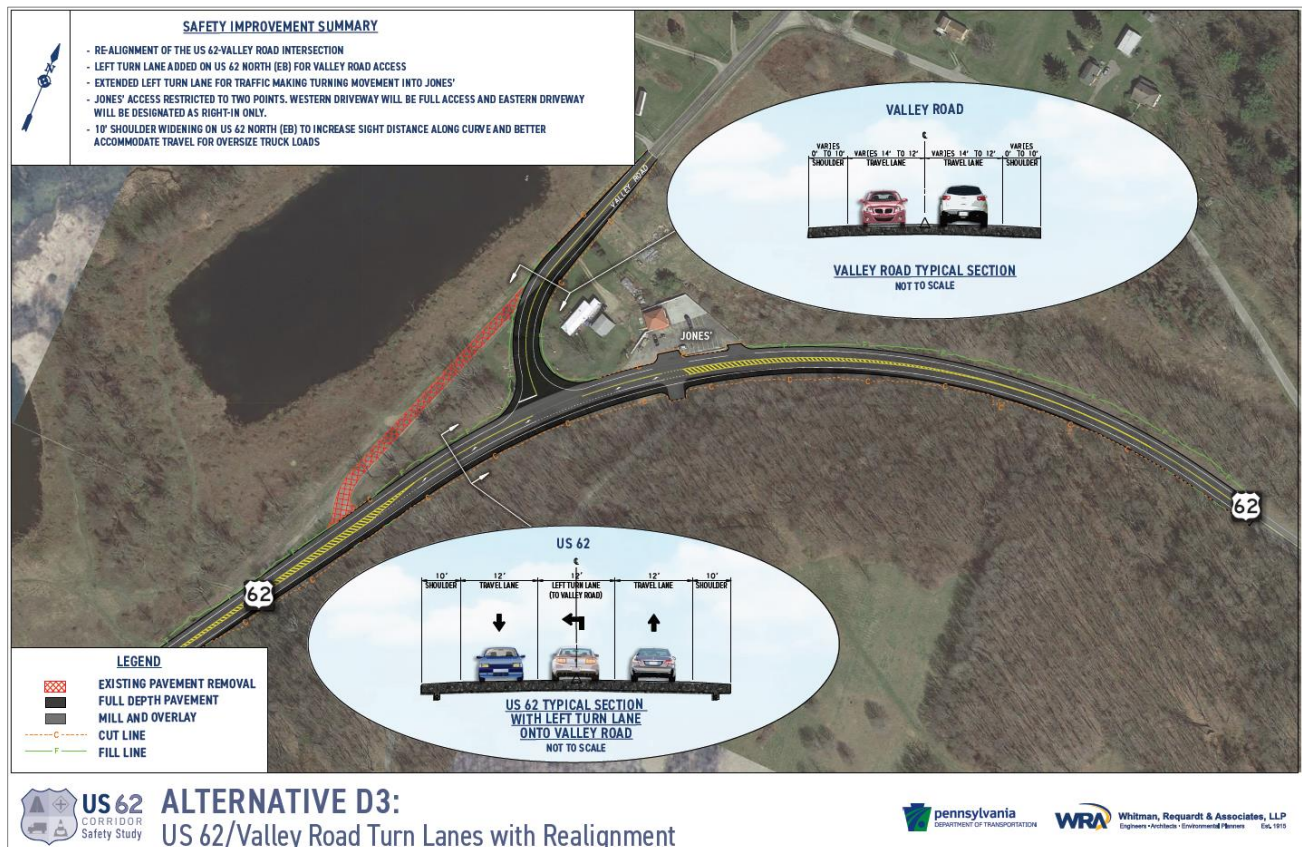 SAFETY IMPROVEMENT SUMMARY
- RE-ALIGNMENT OF THE US 62-VALLEY ROAD INTERSECTION
- LEFT TURN LANE ADDED ON US 62 NORTH (EB) FOR VALLEY ROAD ACCESS
- EXTENDED LEFT TURN LANE FOR TRAFFIC MAKING TURNING MOVEMENT INTO JONES'
- JONES' ACCESS RESTRICTED TO TWO POINTS. WESTERN DRIVEWAY WILL BE FULL ACCESS AND EASTERN DRIVEWAY
WILL BE DESIGNATED AS RIGHT-IN ONLY.
- 10' SHOULDER WIDENING ON US 62 NORTH (EB) TO INCREASE SIGHT DISTANCE ALONG CURVE AND BETTER
ACCOMMODATE TRAVEL FOR OVERSIZE TRUCK LOADS
N
VALLEY ROAD
VARIES
0' TO 10'
SHOULDER
VARIES 14' TO 12'
TRAVEL LANE
VARIES 14' TO 12'
TRAVEL LANE
VARIES
0' TO 10'
SHOULDER
VALLEY ROAD TYPICAL SECTION
NOT TO SCALE
VALLEY ROAD
JONES'
62
62
US 62
10'
SHOULDER
12'
TRAVEL LANE
12'
LEFT TURN LANE
(TO VALLEY ROAD)
12'
TRAVEL LANE
10'
SHOULDER
US 62 TYPICAL SECTION
WITH LEFT TURN LANE
ONTO VALLEY ROAD
NOT TO SCALE
LEGEND
EXISTING PAVEMENT REMOVAL
FULL DEPTH PAVEMENT
MILL AND OVERLAY
C CUT LINE
F FILL LINE
US 62
CORRIDOR
Safety Study
ALTERNATIVE D3:
US 62/Valley Road Turn Lanes with Realignment
pennsylvania
DEPARTMENT OF TRANSPORTATION
WRA
Whitman, Requardt & Associates, LLP
Engineers • Architects • Environmental Planners Est. 1915